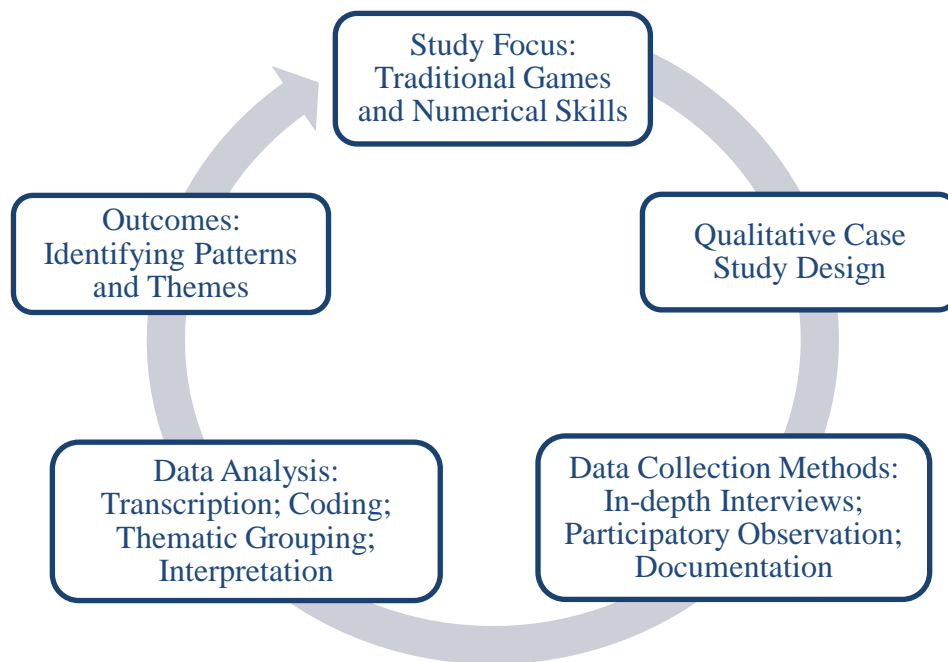 Study Focus:
Traditional Games
and Numerical Skills
Qualitative Case
Study Design
Data Collection Methods:
In-depth Interviews;
Participatory Observation;
Documentation
Data Analysis:
Transcription; Coding;
Thematic Grouping;
Interpretation
Outcomes:
Identifying Patterns
and Themes